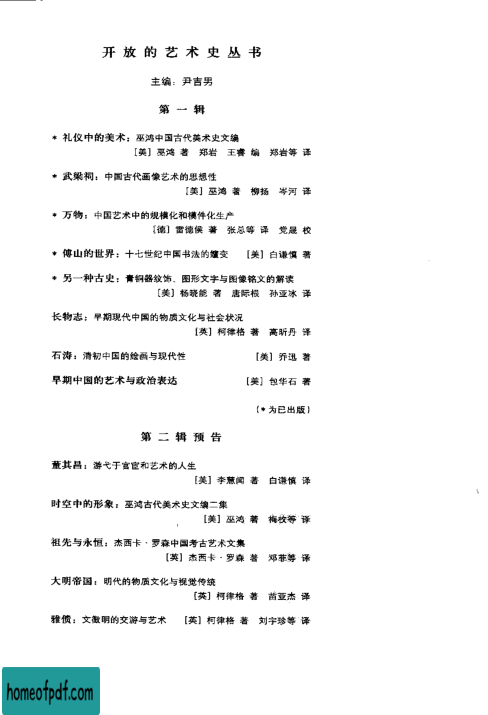 开放的艺术史丛书
主编：尹吉男
第一辑
* 礼仪中的美术：巫鸿中国古代美术史文编
[美] 巫鸿 著 郑岩 王睿 编 郑岩等 译
* 武梁祠：中国古代画像艺术的思想性
[美] 巫鸿 著 柳扬 岑河 译
* 万物：中国艺术中的规模化和模件化生产
[德] 雷德侯 著 张总等 译 党晟 校
* 傅山的世界：十七世纪中国书法的嬗变 [美] 白谦慎 著
* 另一种古史：青铜器纹饰、图形文字与图像铭文的解读
[美] 杨晓能 著 唐际根 孙亚冰 译
长物志：早期现代中国的物质文化与社会状况
[英] 柯律格 著 高昕丹 译
石涛：清初中国的绘画与现代性 [美] 乔迅 著
早期中国的艺术与政治表达 [美] 包华石 著
(*为已出版)
第二辑预告
董其昌：游弋于官宦和艺术的人生
[美] 李慧闻 著 白谦慎 译
时空中的形象：巫鸿古代美术史文编二集
[美] 巫鸿 著 梅枚等 译
祖先与永恒：杰西卡·罗森中国考古艺术文集
[英] 杰西卡·罗森 著 邓菲等 译
大明帝国：明代的物质文化与视觉传统
[英] 柯律格 著 苗亚杰 译
雅债：文徵明的交游与艺术 [英] 柯律格 著 刘宇珍等 译
homeofpdf.com